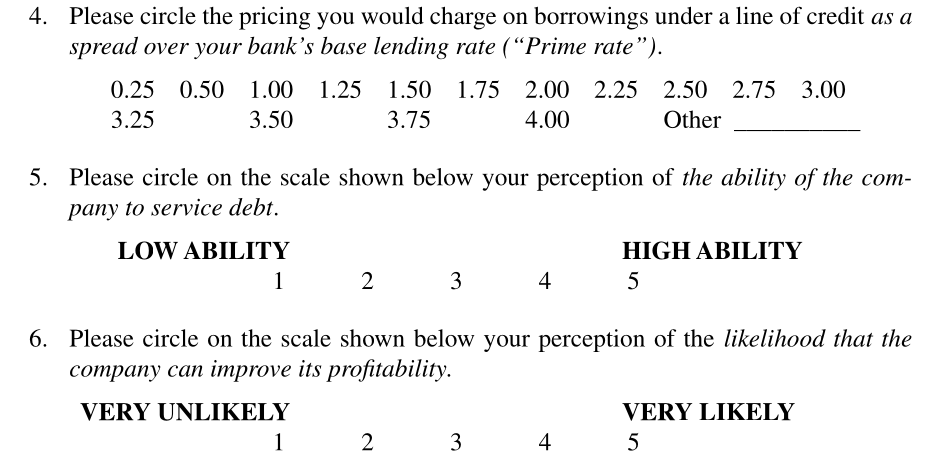 4. Please circle the pricing you would charge on borrowings under a line of credit as a
spread over your bank’s base lending rate (“Prime rate”).
0.25 0.50 1.00 1.25 1.50 1.75 2.00 2.25 2.50 2.75 3.00
3.25 3.50 3.75 4.00 Other __________
5. Please circle on the scale shown below your perception of the ability of the com-
pany to service debt.
LOW ABILITY HIGH ABILITY
1 2 3 4 5
6. Please circle on the scale shown below your perception of the likelihood that the
company can improve its profitability.
VERY UNLIKELY VERY LIKELY
1 2 3 4 5